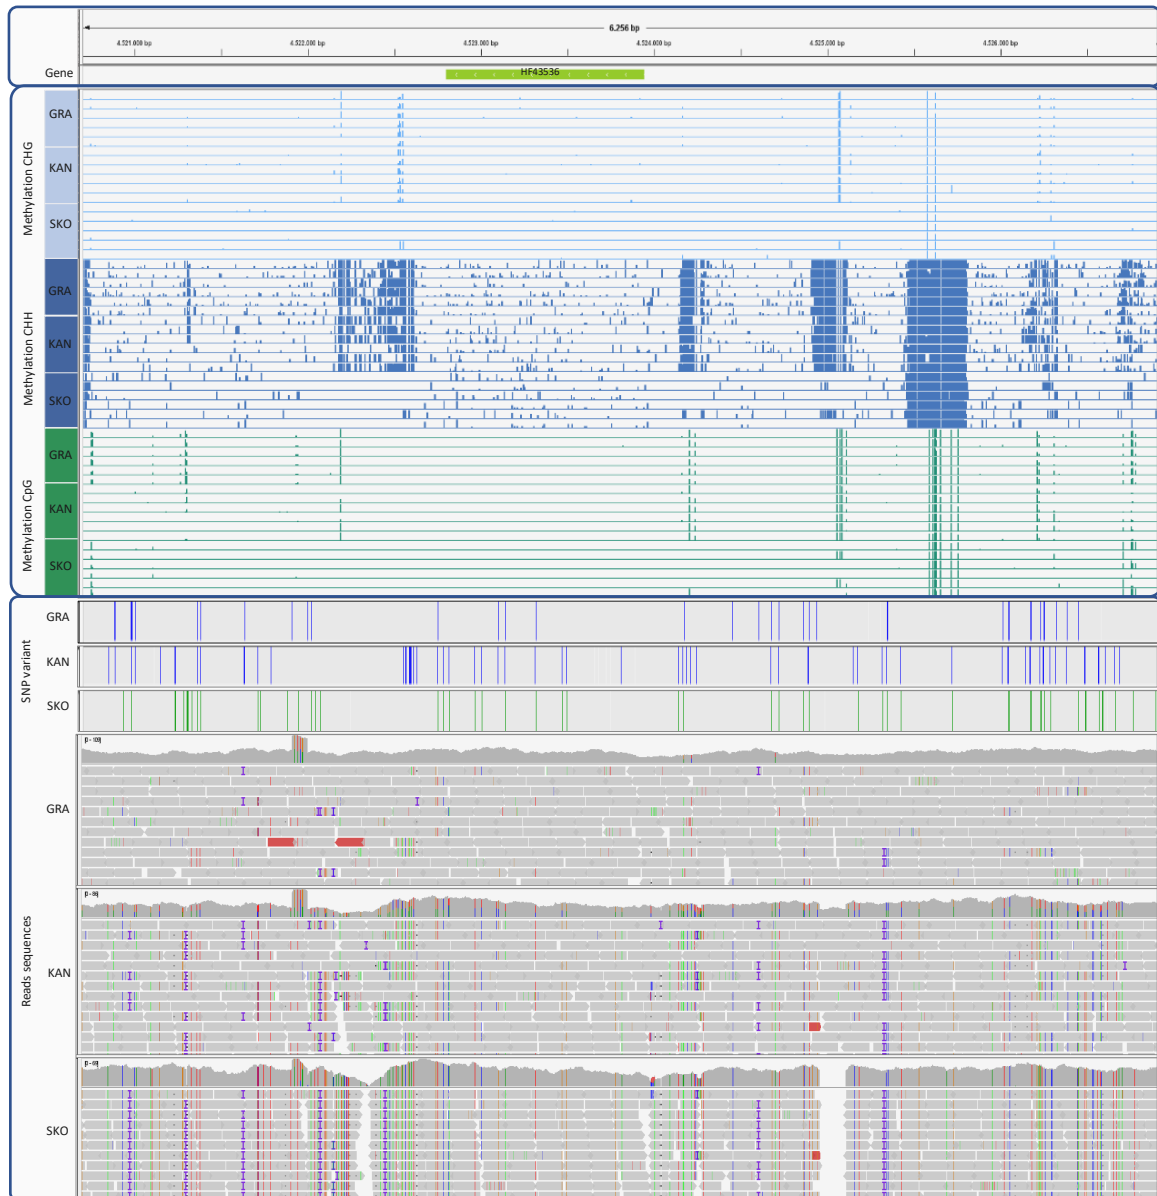 6.256 bp
4.521.000 bp 4.522.000 bp 4.523.000 bp 4.524.000 bp 4.525.000 bp 4.526.000 bp
Gene HF43536
Methylation CHG
GRA
KAN
SKO
Methylation CHH
GRA
KAN
SKO
Methylation CpG
GRA
KAN
SKO
SNP variant
GRA
KAN
SKO
Reads sequences
GRA
KAN
SKO